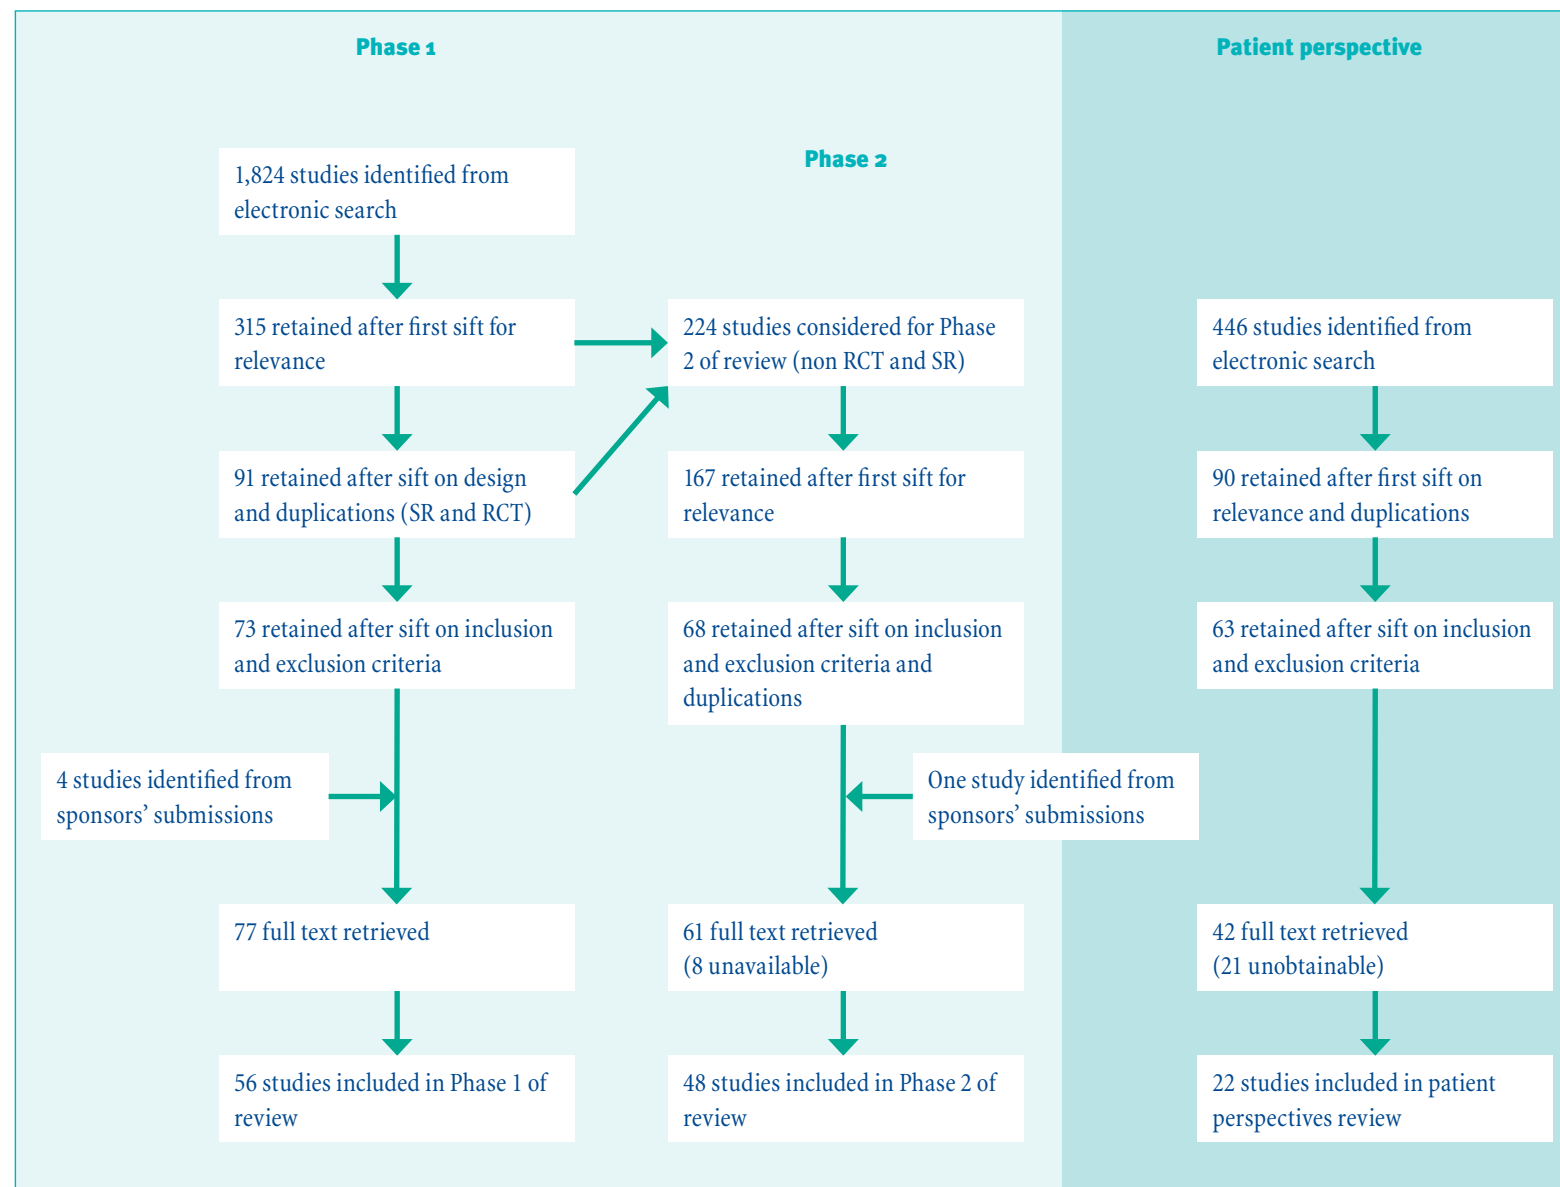 Phase 1
Patient perspective
Phase 2
1,824 studies identified from
electronic search
315 retained after first sift for
relevance
224 studies considered for Phase
2 of review (non RCT and SR)
446 studies identified from
electronic search
91 retained after sift on design
and duplications (SR and RCT)
167 retained after first sift for
relevance
90 retained after first sift on
relevance and duplications
73 retained after sift on inclusion
and exclusion criteria
68 retained after sift on inclusion
and exclusion criteria and
duplications
63 retained after sift on inclusion
and exclusion criteria
4 studies identified from
sponsors’ submissions
One study identified from
sponsors’ submissions
77 full text retrieved
61 full text retrieved
(8 unavailable)
42 full text retrieved
(21 unobtainable)
56 studies included in Phase 1 of
review
48 studies included in Phase 2 of
review
22 studies included in patient
perspectives review